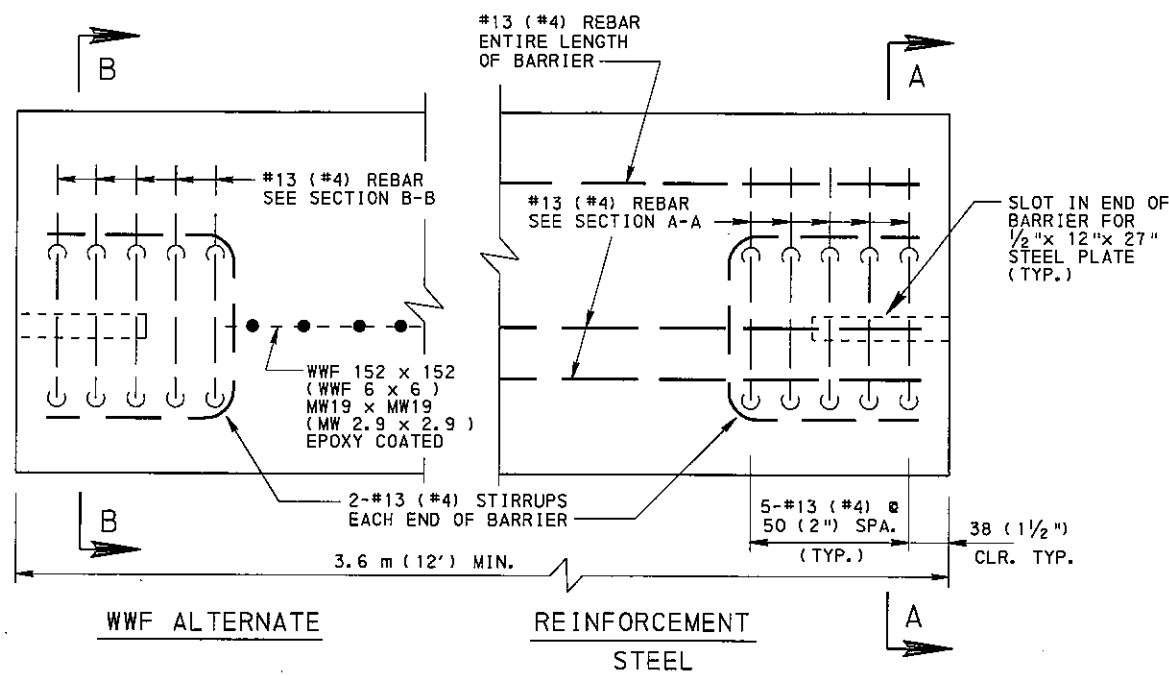 #13 (#4) REBAR
ENTIRE LENGTH
OF BARRIER
B
A
#13 (#4) REBAR
SEE SECTION B-B
#13 (#4) REBAR
SEE SECTION A-A
SLOT IN END OF
BARRIER FOR
1/2"x 12"x 27"
STEEL PLATE
(TYP.)
WWF 152 x 152
(WWF 6 x 6)
MW19 x MW19
(MW 2.9 x 2.9)
EPOXY COATED
2-#13 (#4) STIRRUPS
EACH END OF BARRIER
5-#13 (#4) @
50 (2") SPA.
(TYP.)
38 (1 1/2")
CLR. TYP.
B
3.6 m (12') MIN.
A
WWF ALTERNATE
REINFORCEMENT
STEEL